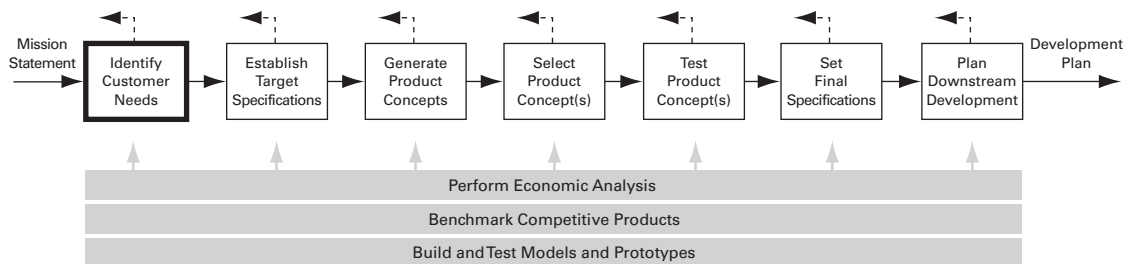 Mission
Statement
Identify
Customer
Needs
Establish
Target
Specifications
Generate
Product
Concepts
Select
Product
Concept(s)
Test
Product
Concept(s)
Set
Final
Specifications
Plan
Downstream
Development
Development
Plan
Perform Economic Analysis
Benchmark Competitive Products
Build and Test Models and Prototypes